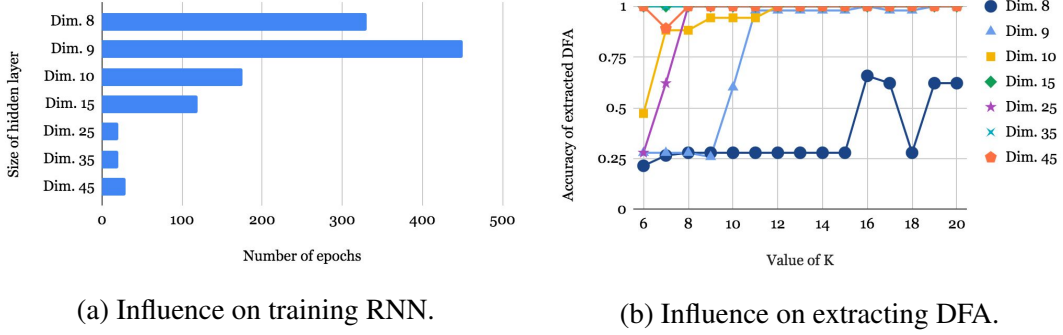 Size of hidden layer
Dim. 8
Dim. 9
Dim. 10
Dim. 15
Dim. 25
Dim. 35
Dim. 45
0 100 200 300 400 500
Number of epochs
(a) Influence on training RNN.
Accuracy of extracted DFA
1
0.75
0.5
0.25
0
6 8 10 12 14 16 18 20
Value of K
Dim. 8
Dim. 9
Dim. 10
Dim. 15
Dim. 25
Dim. 35
Dim. 45
(b) Influence on extracting DFA.